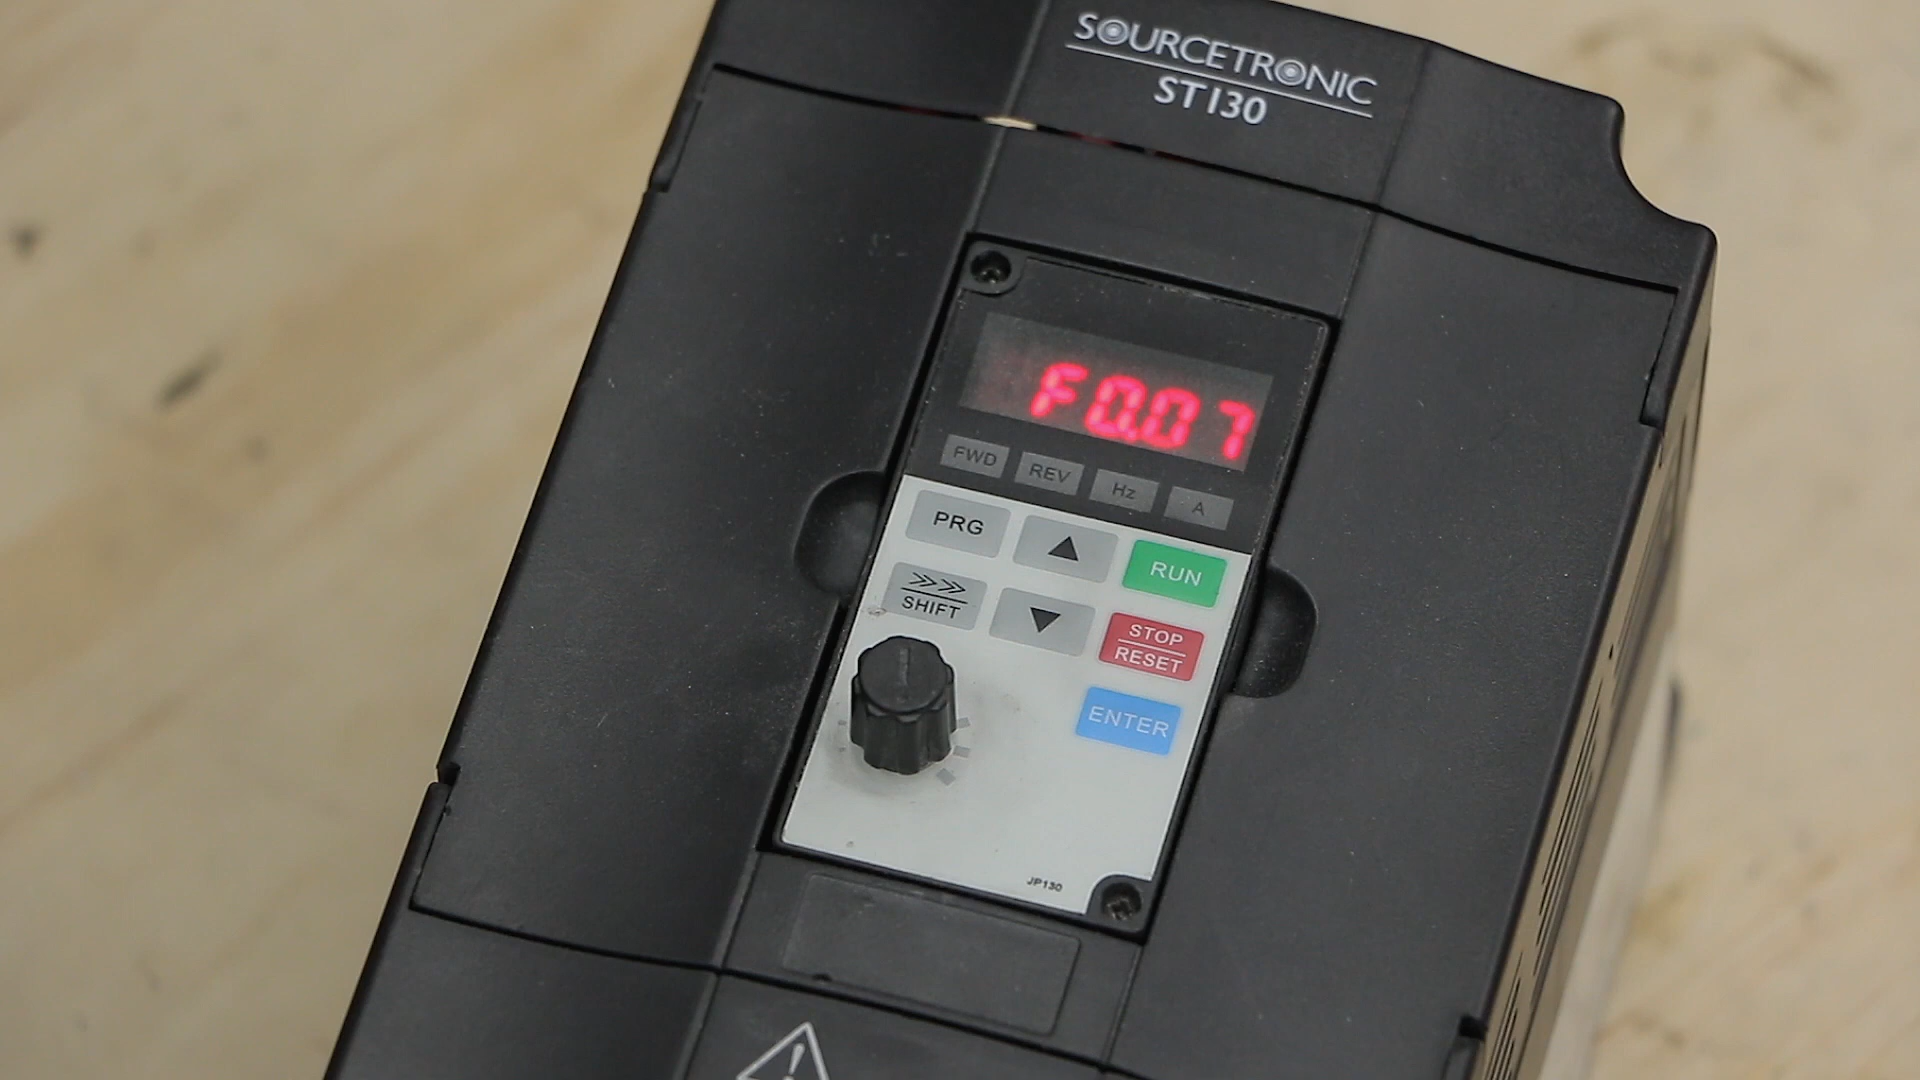 SOURCETRONIC
ST130
F0.07
FWD REV Hz A
PRG ▲ RUN
>>> SHIFT ▼ STOP RESET
ENTER
JP130